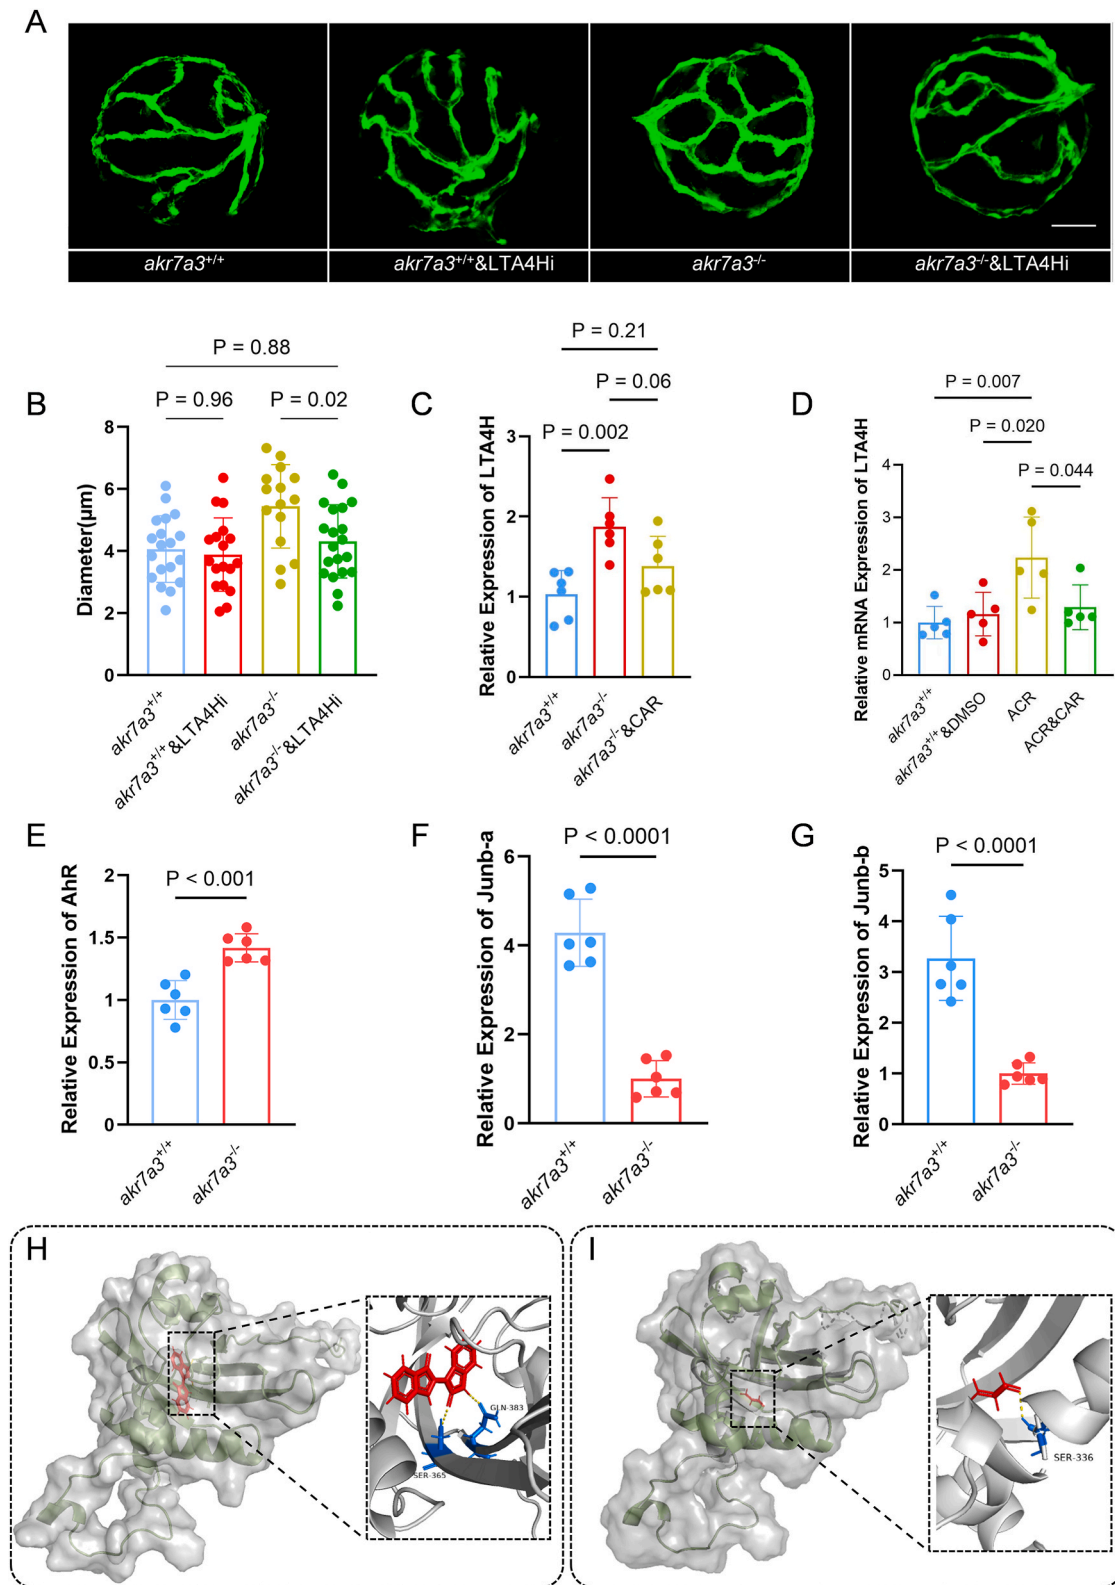 A
akr7a3+/+
akr7a3+/+&LTA4Hi
akr7a3-/-
akr7a3-/-&LTA4Hi
B
P = 0.88
P = 0.96
P = 0.02
Diameter(μm)
8
6
4
2
0
akr7a3+/+
akr7a3+/+&LTA4Hi
akr7a3-/-
akr7a3-/-&LTA4Hi
C
P = 0.21
P = 0.06
P = 0.002
Relative Expression of LTA4H
3
2
1
0
akr7a3+/+
akr7a3-/-
akr7a3-/-&CAR
D
P = 0.007
P = 0.020
P = 0.044
Relative mRNA Expression of LTA4H
4
3
2
1
0
akr7a3+/+
akr7a3+/+&DMSO
ACR
ACR&CAR
E
P < 0.001
Relative Expression of AhR
2
1.5
1
0.5
0
akr7a3+/+
akr7a3-/-
F
P < 0.0001
Relative Expression of Junb-a
6
4
2
0
akr7a3+/+
akr7a3-/-
G
P < 0.0001
Relative Expression of Junb-b
5
4
3
2
1
0
akr7a3+/+
akr7a3-/-
H
GLN-383
SER-365
I
SER-336